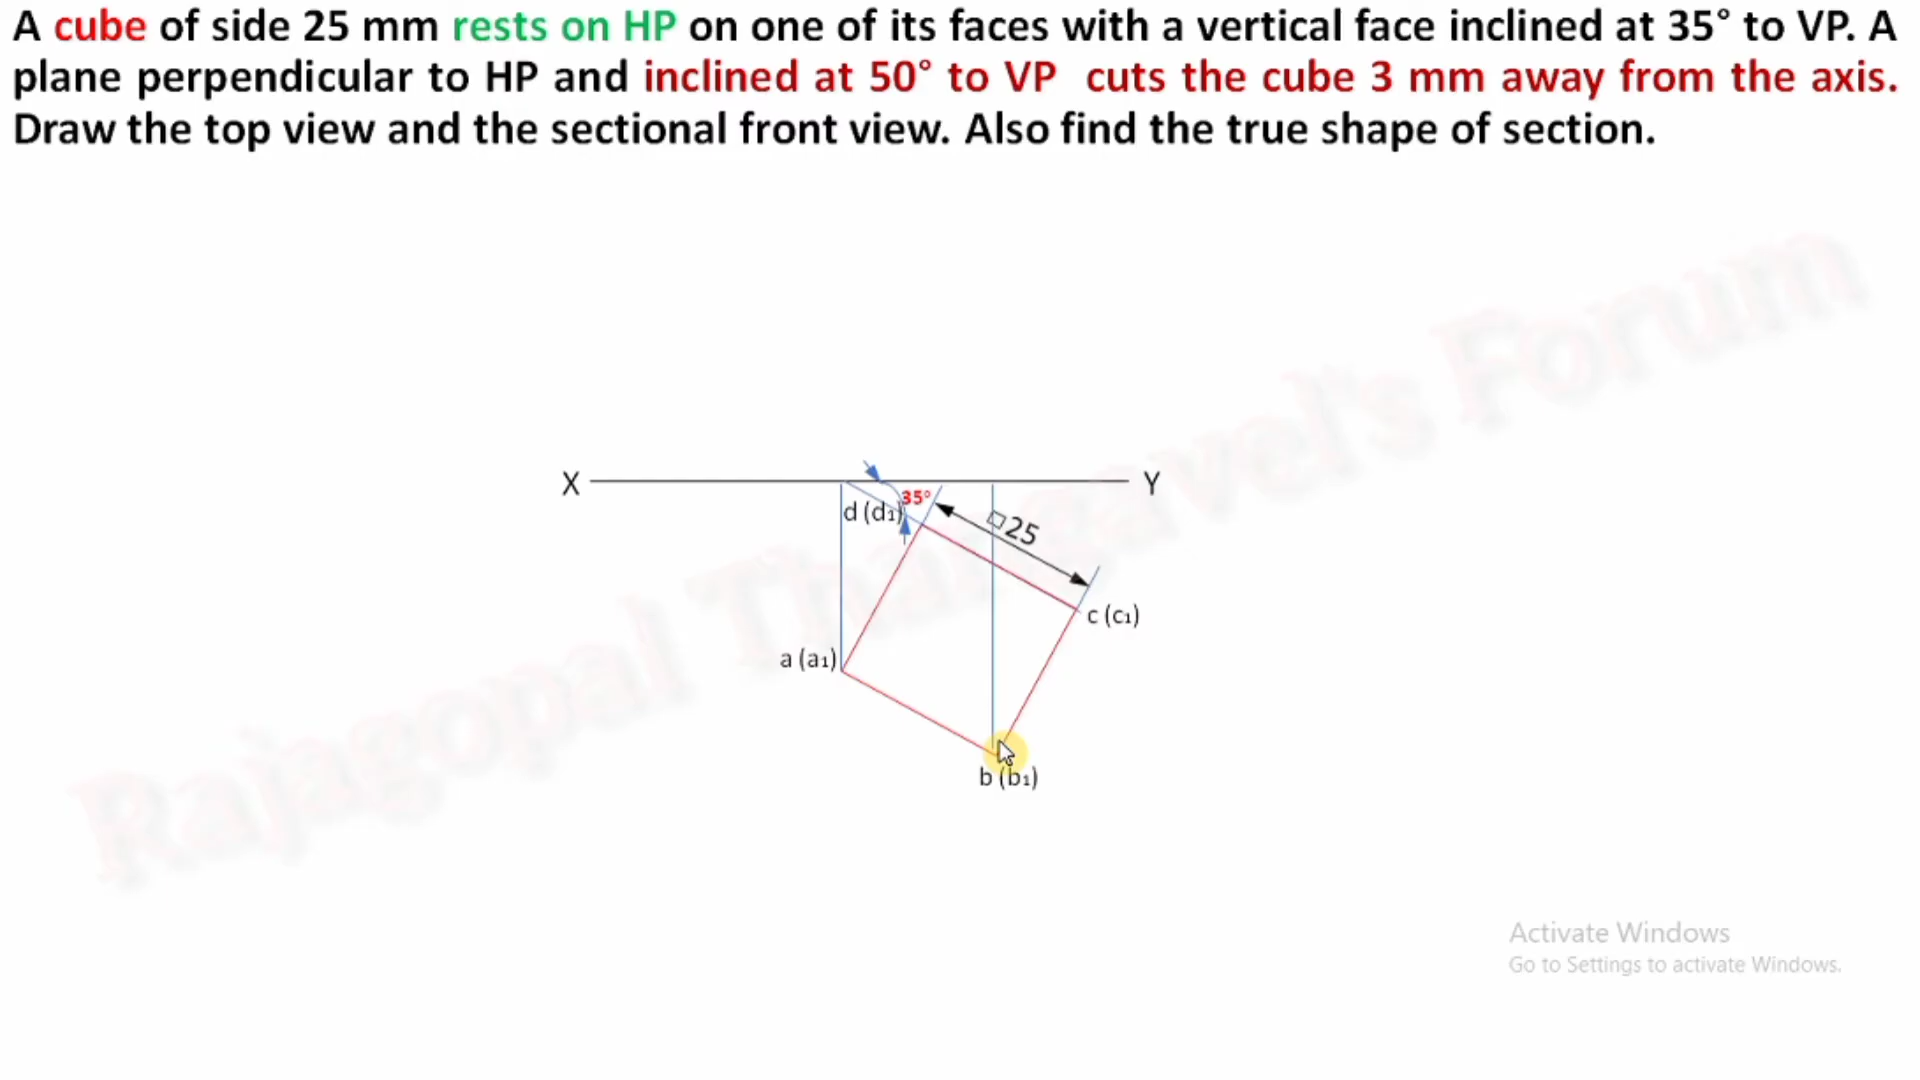 A cube of side 25 mm rests on HP on one of its faces with a vertical face inclined at 35° to VP. A
plane perpendicular to HP and inclined at 50° to VP cuts the cube 3 mm away from the axis.
Draw the top view and the sectional front view. Also find the true shape of section.
Rajagopal Thangavel's Forum
X
Y
35°
d (d₁)
□25
c (c₁)
a (a₁)
b (b₁)
Activate Windows
Go to Settings to activate Windows.